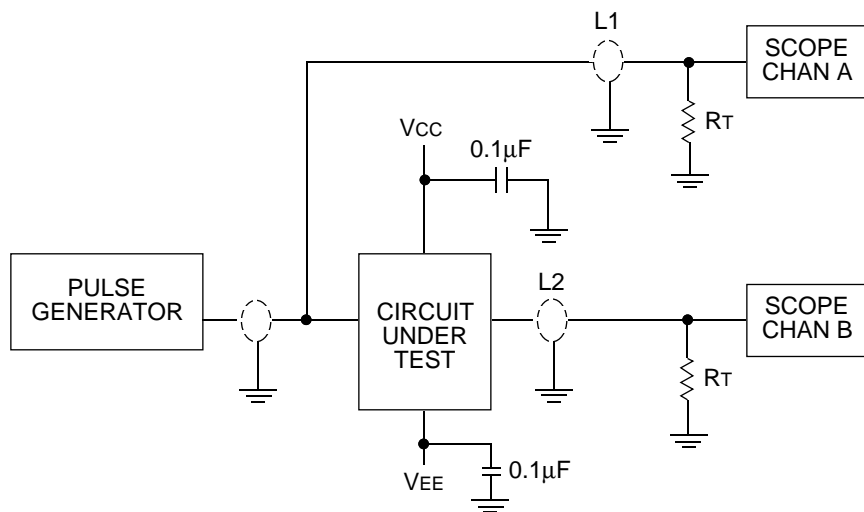 L1
SCOPE
CHAN A
RT
VCC
0.1μF
PULSE
GENERATOR
CIRCUIT
UNDER
TEST
L2
SCOPE
CHAN B
RT
VEE
0.1μF